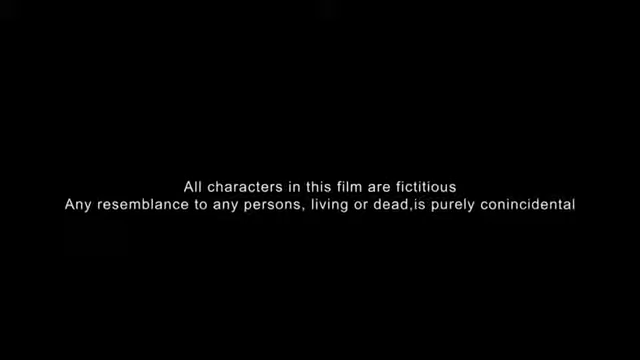 All characters in this film are fictitious
Any resemblance to any persons, living or dead,is purely conincidental